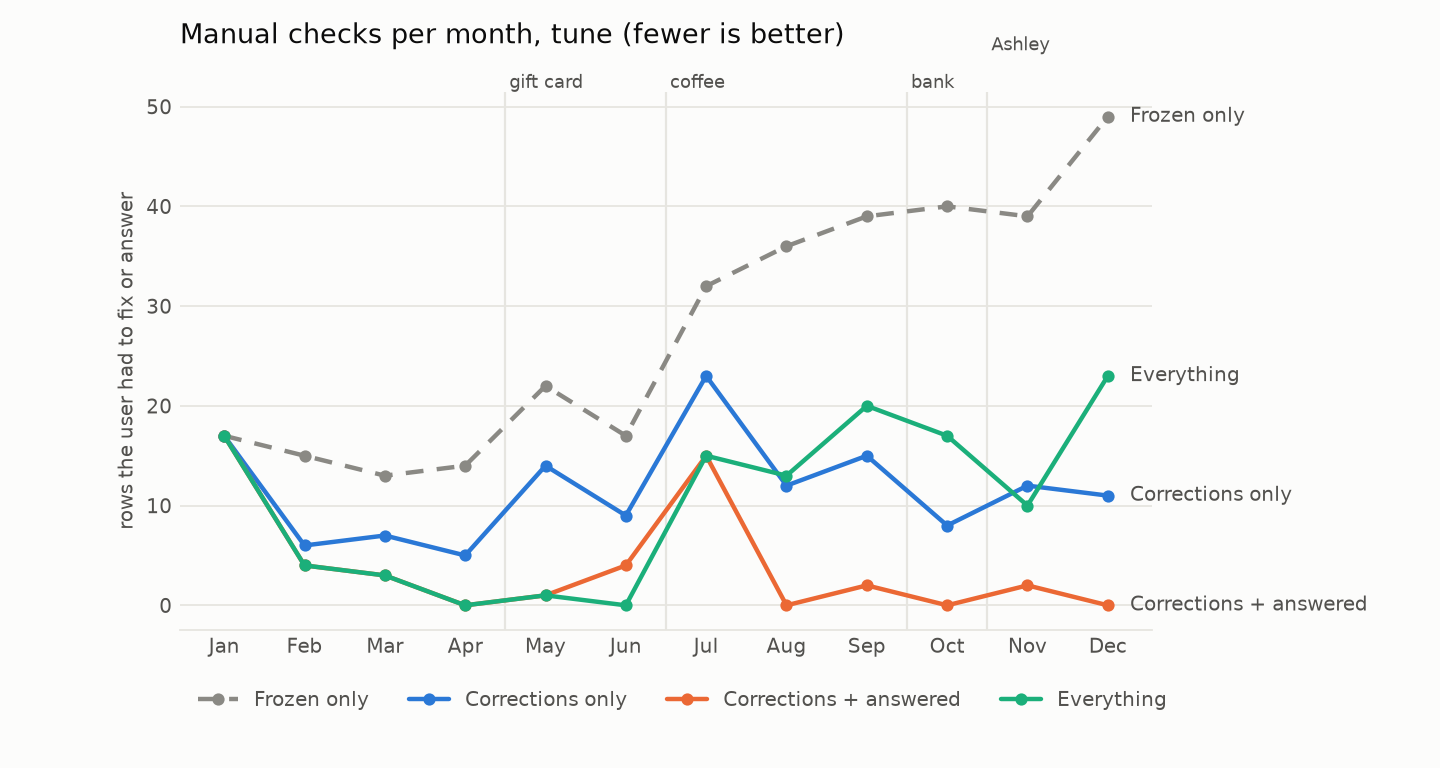 Manual checks per month, tune (fewer is better)
Ashley
gift card
coffee
bank
50
40
30
20
10
0
rows the user had to fix or answer
Frozen only
Everything
Corrections only
Corrections + answered
Jan Feb Mar Apr May Jun Jul Aug Sep Oct Nov Dec
Frozen only Corrections only Corrections + answered Everything